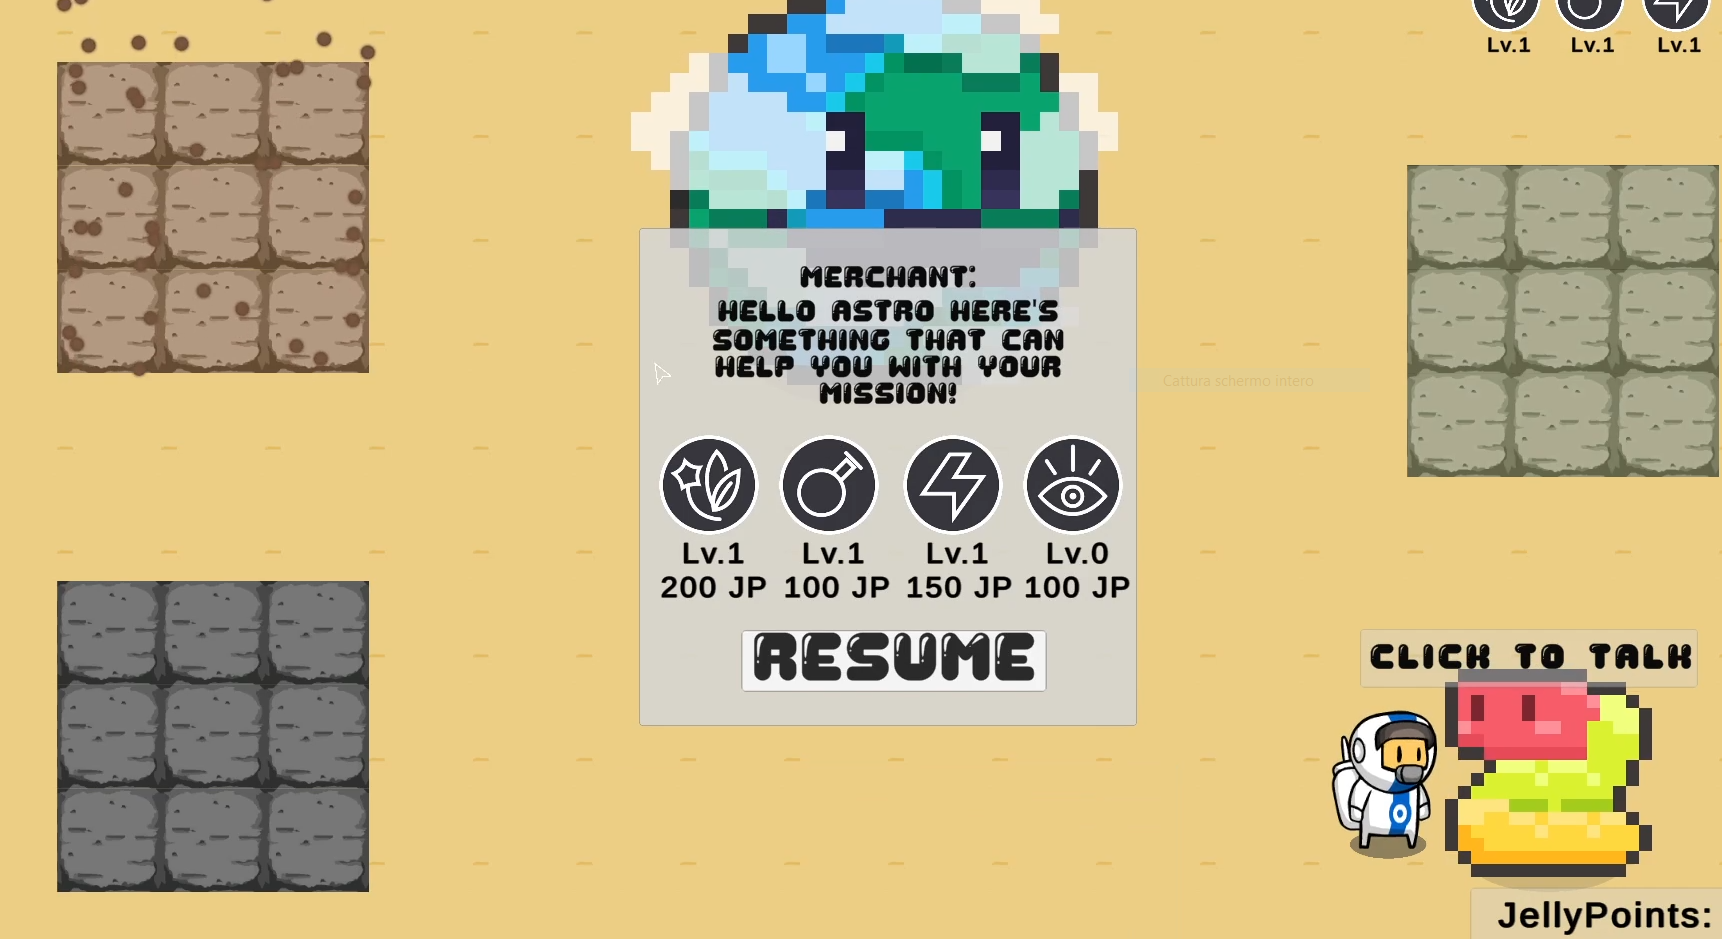 Lv.1 Lv.1 Lv.1
MERCHANT:
HELLO ASTRO HERE'S
SOMETHING THAT CAN
HELP YOU WITH YOUR
MISSION!
Cattura schermo intero
Lv.1 Lv.1 Lv.1 Lv.0
200 JP 100 JP 150 JP 100 JP
RESUME
CLICK TO TALK
JellyPoints: